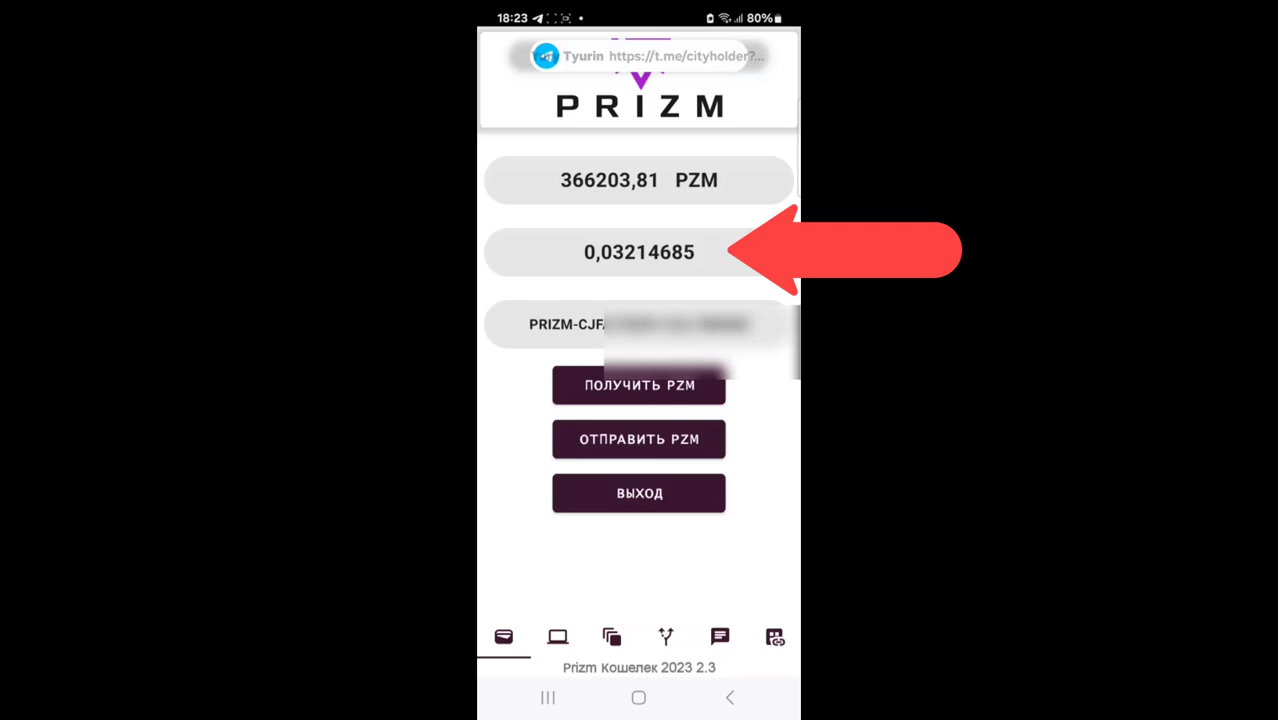 18:23 80%
Tyurin https://t.me/cityholder?...
PRIZM
366203,81 PZM
0,03214685
PRIZM-CJF
ПОЛУЧИТЬ PZM
ОТПРАВИТЬ PZM
ВЫХОД
Prizm Кошелек 2023 2.3